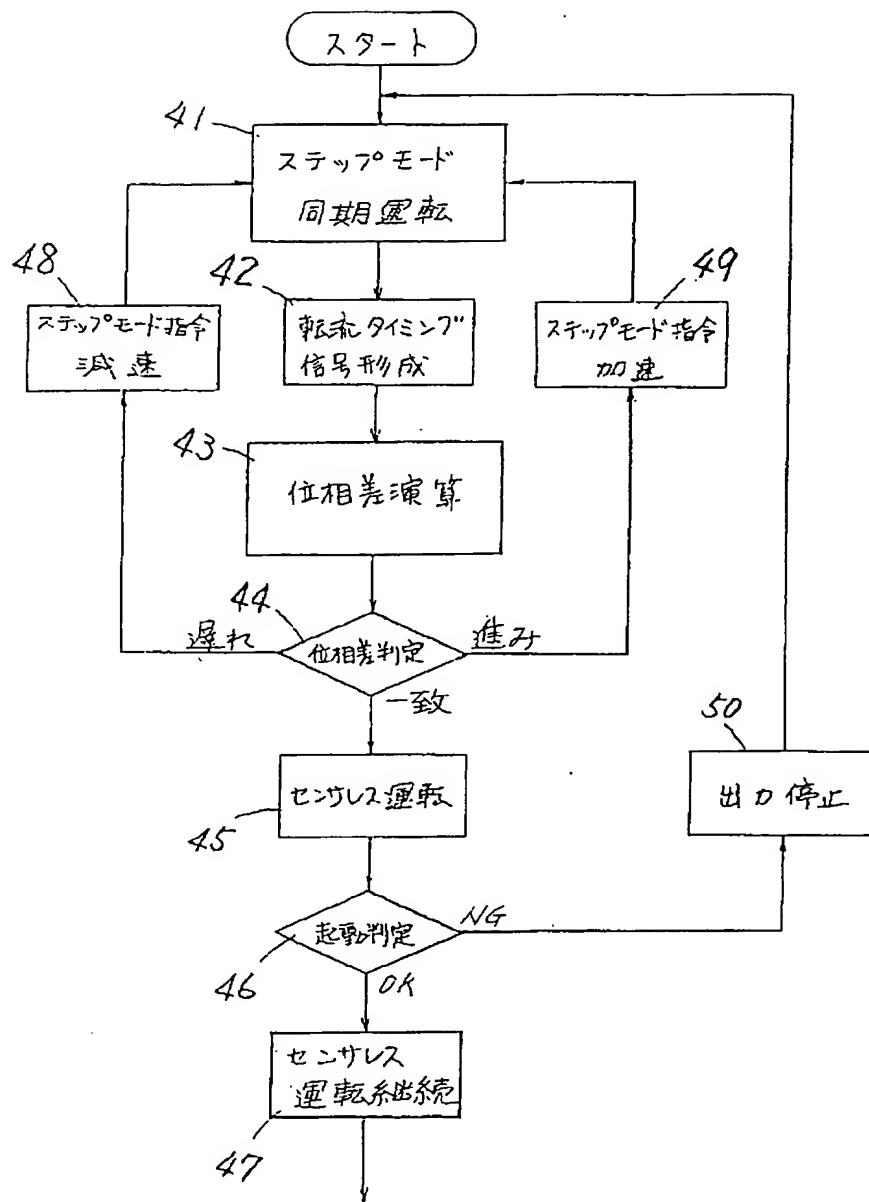 スタート
41
ステップモード
同期運転
48
ステップモード指令
減速
42
転流タイミング
信号形成
49
ステップモード指令
加速
43
位相差演算
44
遅れ
位相差判定
進み
一致
45
センサレス運転
50
出力停止
46
起動判定
NG
OK
47
センサレス
運転継続